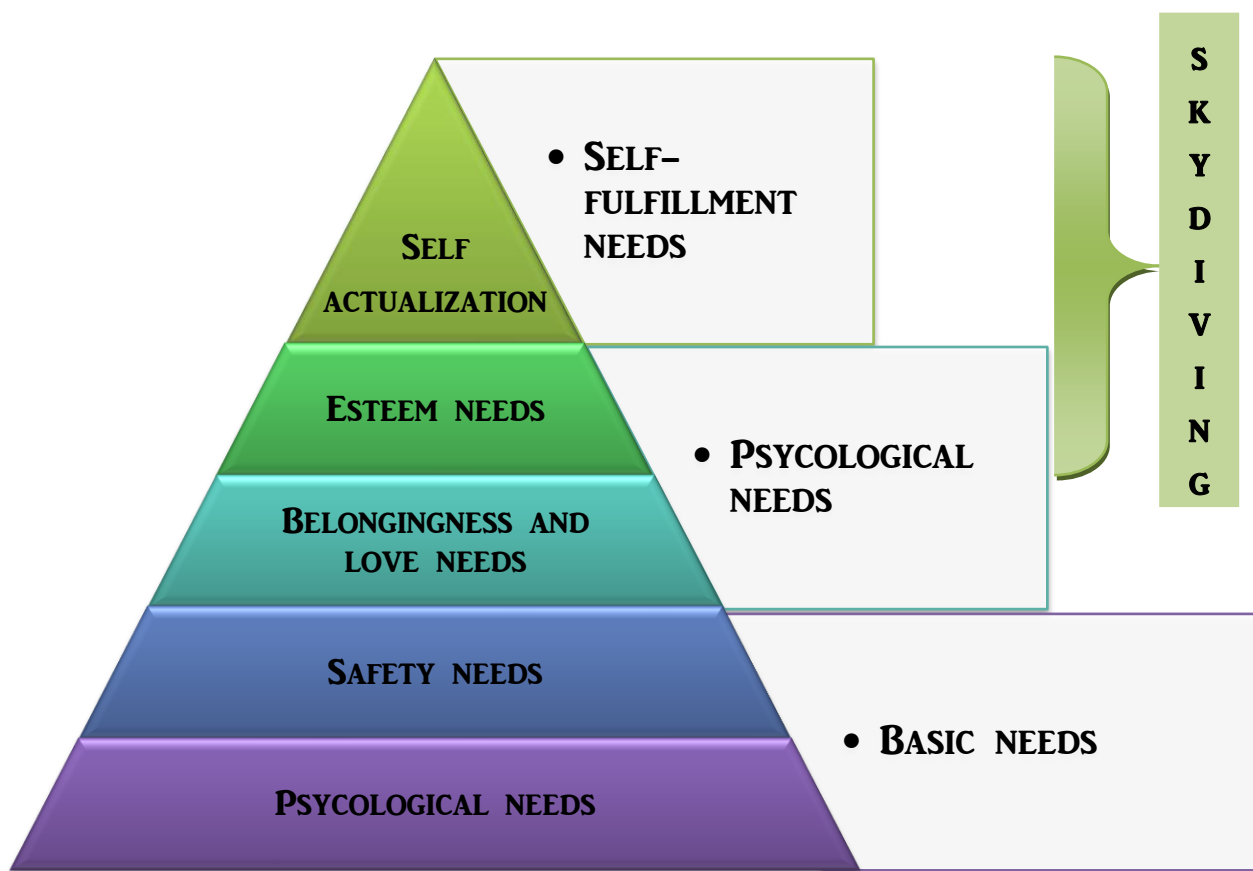 Self
actualization
Esteem needs
Belongingness and
love needs
Safety needs
Psycological needs
• Self-
fulfillment
needs
• Psycological
needs
• Basic needs
S
K
Y
D
I
V
I
N
G